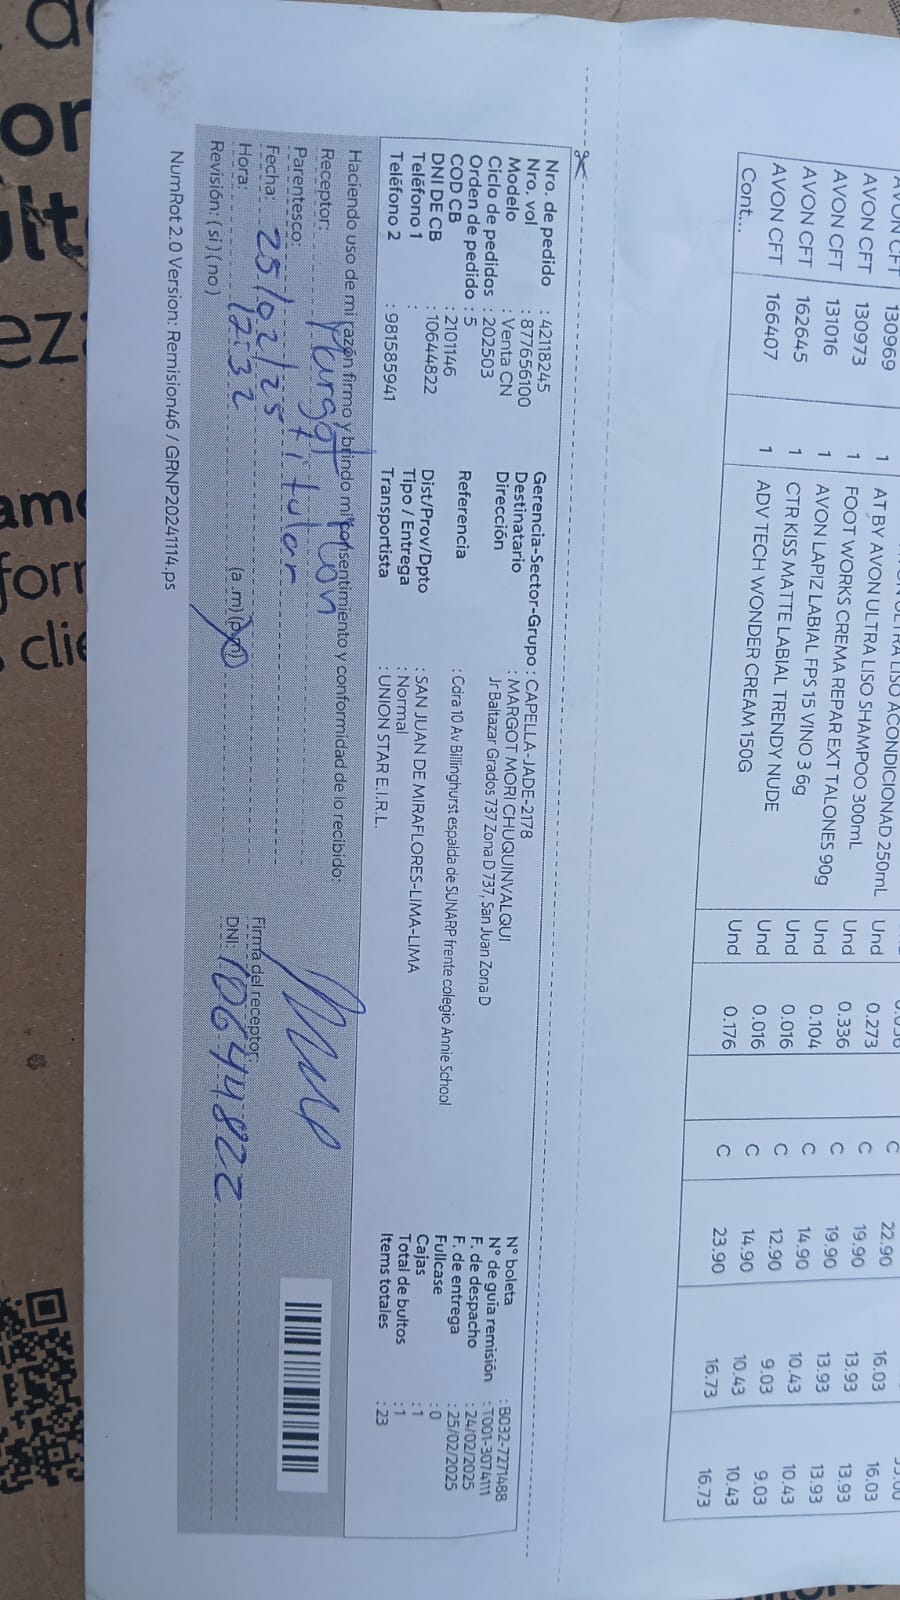 130969
AVON CFT 130973 1 AT BY AVON ULTRA LISO SHAMPOO 300mL Und 0.273 C 22.90 16.03 16.03
AVON CFT 131016 1 FOOT WORKS CREMA REPAR EXT TALONES 90g Und 0.336 C 19.90 13.93 13.93
AVON CFT 162645 1 AVON LAPIZ LABIAL FPS 15 VINO 3 6g Und 0.104 C 19.90 13.93 13.93
AVON CFT 166407 1 CTR KISS MATTE LABIAL TRENDY NUDE Und 0.016 C 14.90 10.43 10.43
Cont.. 1 ADV TECH WONDER CREAM 150G Und 0.016 C 12.90 9.03 9.03
Und 0.176 C 14.90 10.43 10.43
C 23.90 16.73 16.73
Nro. de pedido : 42118245
Nro. vol : 877656100
Modelo : Venta CN
Ciclo de pedidos : 202503
Orden de pedido : 5
COD CB : 2101146
DNI DE CB : 10644822
Teléfono 1 :
Teléfono 2 : 981585941
Gerencia-Sector-Grupo : CAPELLA-JADE-2178
Destinatario : MARGOT MORI CHUQUINVALQUI
Dirección Jr Baltazar Grados 737 Zona D 737, San Juan Zona D
Referencia : Cdra 10 Av Billinghurst espalda de SUNARP frente colegio Annie School
Dist/Prov/Dpto : SAN JUAN DE MIRAFLORES-LIMA-LIMA
Tipo / Entrega : Normal
Transportista : UNION STAR E.I.R.L.
N° boleta : B032-7271488
N° de guía remisión : T001-3074111
F. de despacho : 24/02/2025
F. de entrega : 25/02/2025
Fullcase : 0
Cajas : 1
Total de bultos : 1
Items totales : 23
Haciendo uso de mi razón firmo y brindo mi consentimiento y conformidad de lo recibido:
Receptor:
Parentesco: titular
Fecha: 25/02/25
Hora: 12:32 (a .m) (p.m)
Revisión: ( si ) ( no )
Firma del receptor:
DNI: 10644822
NumRot 2.0 Version: Remision46 / GRNP20241114.ps